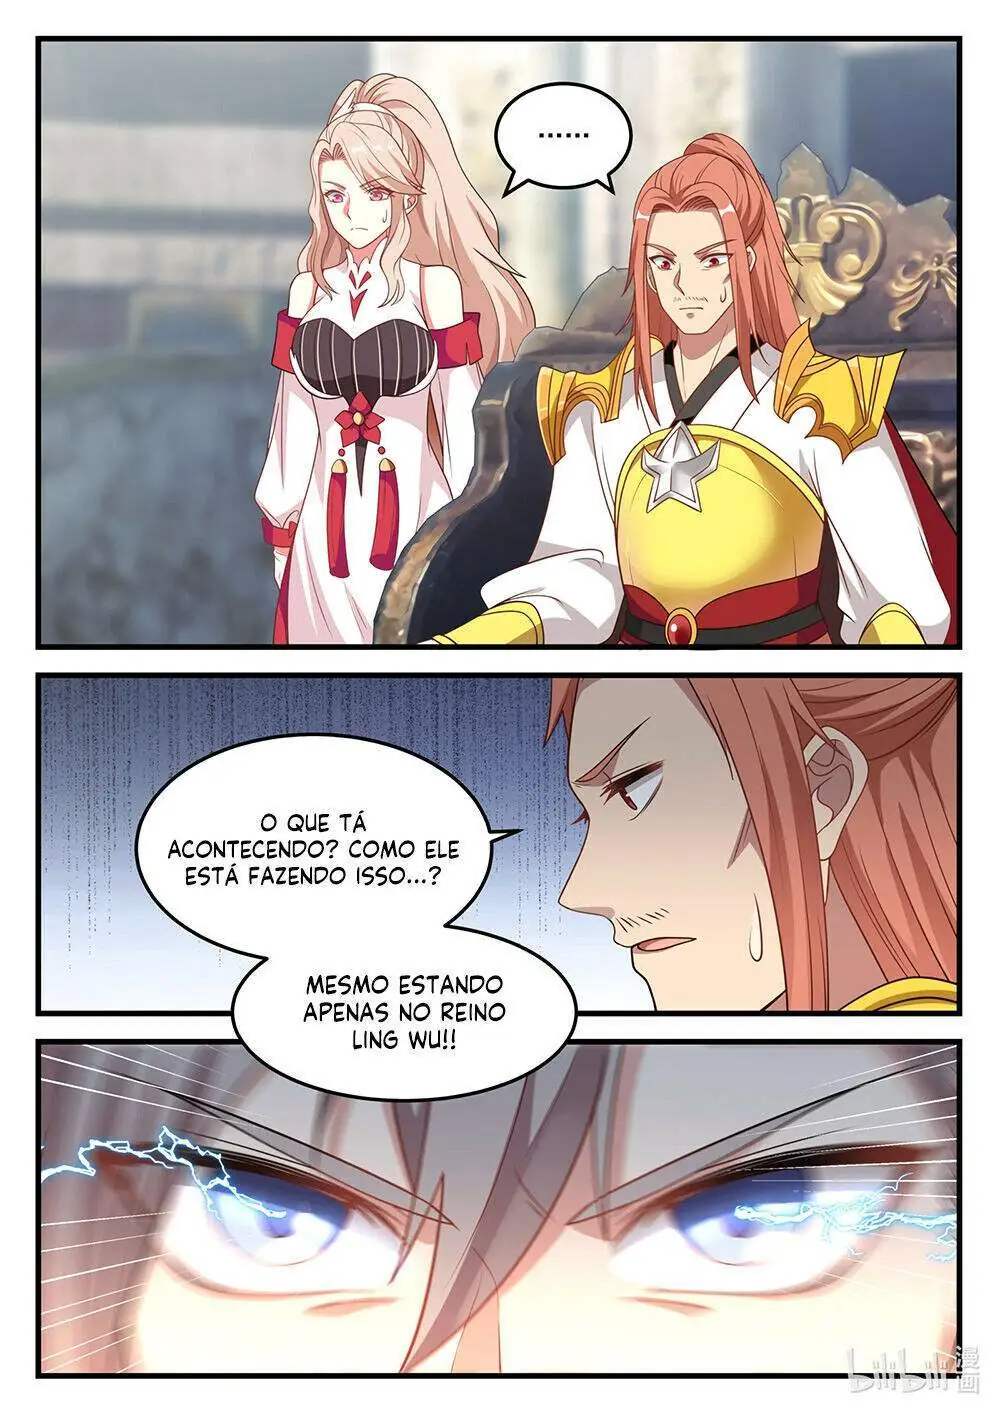 ......
O QUE TÁ
ACONTECENDO? COMO ELE
ESTÁ FAZENDO ISSO...?
MESMO ESTANDO
APENAS NO REINO
LING WU!!
bilibili 漫画